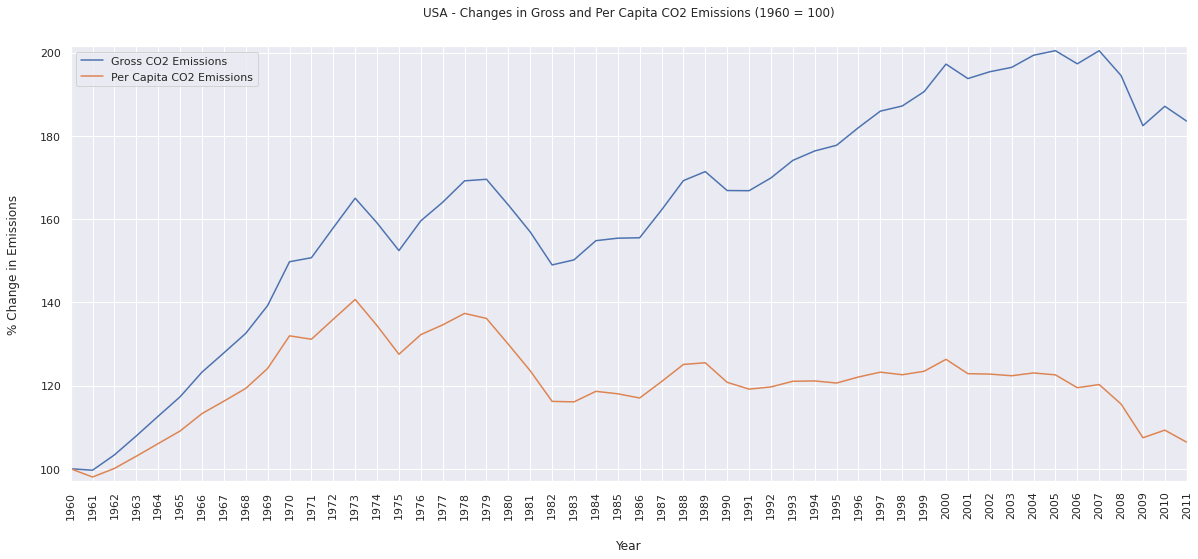 USA - Changes in Gross and Per Capita CO2 Emissions (1960 = 100)
Gross CO2 Emissions
Per Capita CO2 Emissions
% Change in Emissions
200
180
160
140
120
100
1960 1961 1962 1963 1964 1965 1966 1967 1968 1969 1970 1971 1972 1973 1974 1975 1976 1977 1978 1979 1980 1981 1982 1983 1984 1985 1986 1987 1988 1989 1990 1991 1992 1993 1994 1995 1996 1997 1998 1999 2000 2001 2002 2003 2004 2005 2006 2007 2008 2009 2010 2011
Year